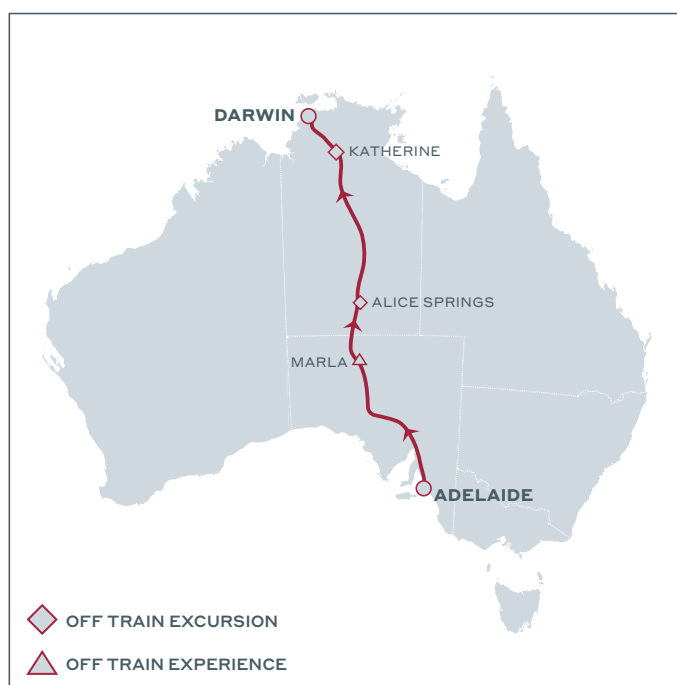 DARWIN
KATHERINE
ALICE SPRINGS
MARLA
ADELAIDE
OFF TRAIN EXCURSION
OFF TRAIN EXPERIENCE